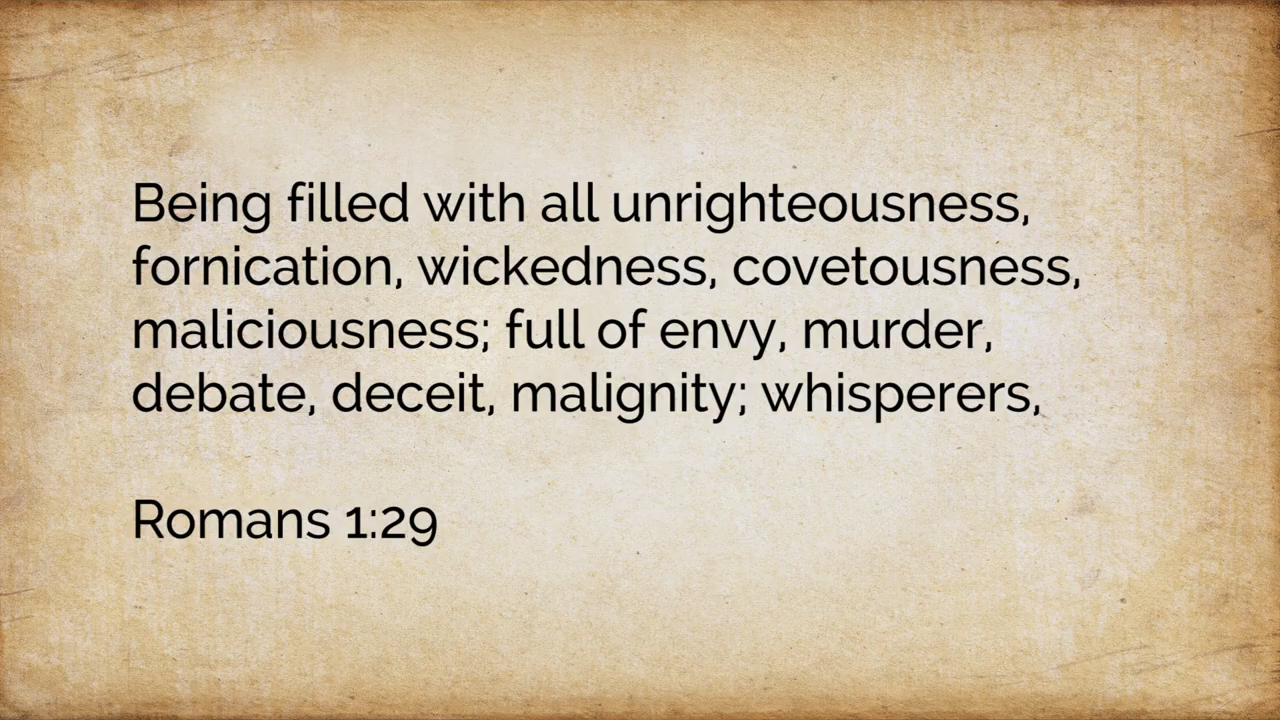 Being filled with all unrighteousness,
fornication, wickedness, covetousness,
maliciousness; full of envy, murder,
debate, deceit, malignity; whisperers,
Romans 1:29